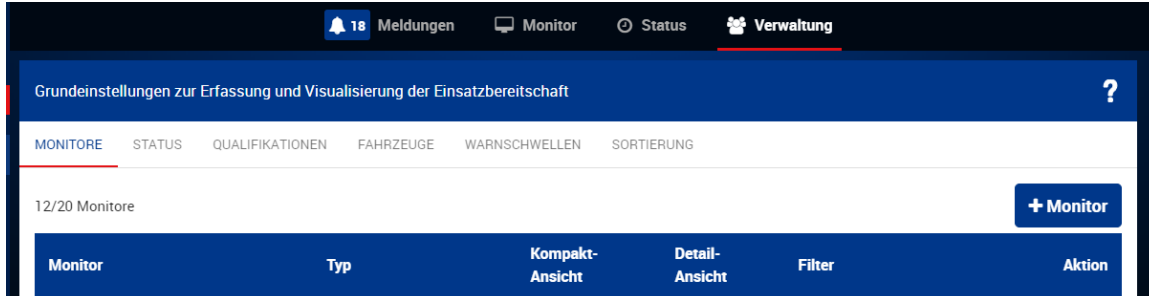 18 Meldungen Monitor Status Verwaltung
Grundeinstellungen zur Erfassung und Visualisierung der Einsatzbereitschaft ?
MONITORE STATUS QUALIFIKATIONEN FAHRZEUGE WARNSCHWELLEN SORTIERUNG
12/20 Monitore + Monitor
Monitor Typ Kompakt- Detail- Filter Aktion
Ansicht Ansicht